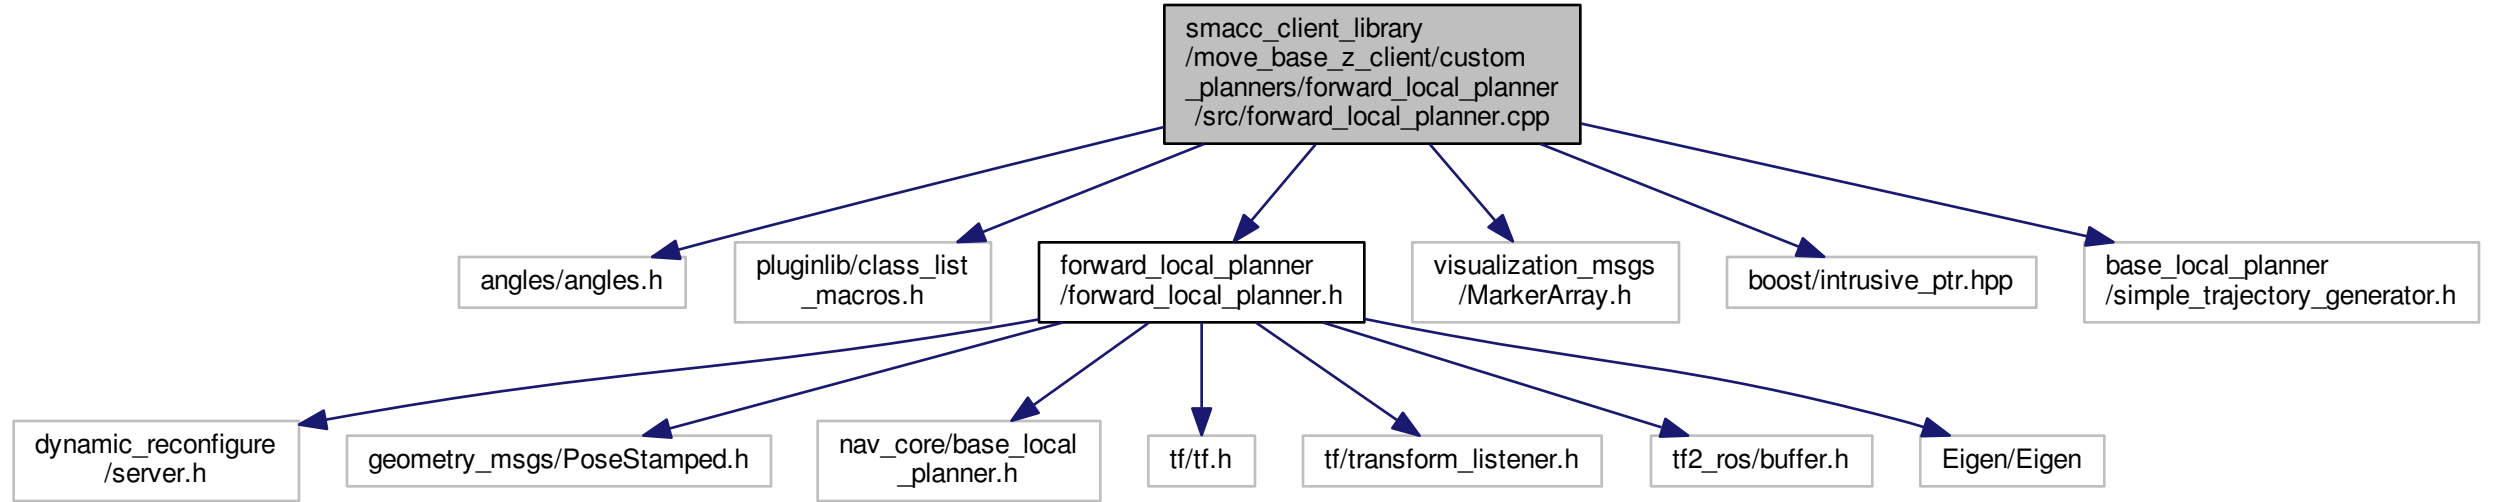 smacc_client_library
/move_base_z_client/custom
_planners/forward_local_planner
/src/forward_local_planner.cpp
angles/angles.h
pluginlib/class_list
_macros.h
forward_local_planner
/forward_local_planner.h
visualization_msgs
/MarkerArray.h
boost/intrusive_ptr.hpp
base_local_planner
/simple_trajectory_generator.h
dynamic_reconfigure
/server.h
geometry_msgs/PoseStamped.h
nav_core/base_local
_planner.h
tf/tf.h
tf/transform_listener.h
tf2_ros/buffer.h
Eigen/Eigen